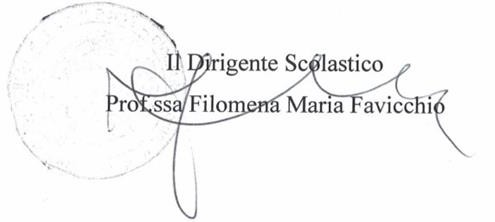 Il Dirigente Scolastico
Prof.ssa Filomena Maria Favicchio